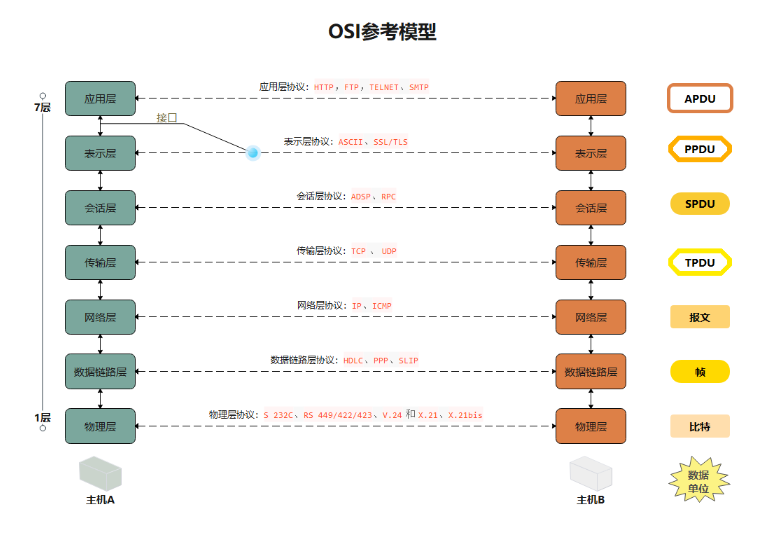 OSI参考模型
7层
应用层
应用层协议：HTTP，FTP，TELNET、SMTP
应用层
APDU
接口
表示层
表示层协议：ASCII、SSL/TLS
表示层
PPDU
会话层
会话层协议：ADSP、RPC
会话层
SPDU
传输层
传输层协议：TCP 、 UDP
传输层
TPDU
网络层
网络层协议：IP、ICMP
网络层
报文
数据链路层
数据链路层协议：HDLC、PPP、SLIP
数据链路层
帧
1层
物理层
物理层协议：S 232C、RS 449/422/423、V.24 和 X.21、X.21bis
物理层
比特
主机A
主机B
数据
单位